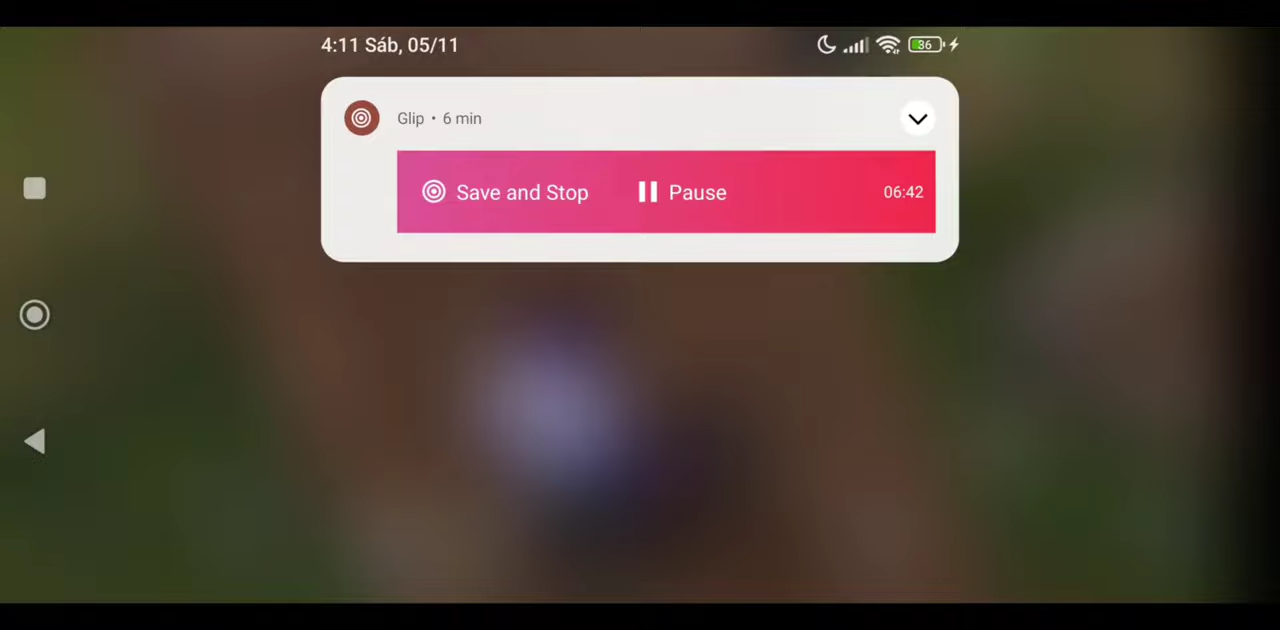 4:11 Sáb, 05/11
36
Glip • 6 min
Save and Stop
Pause
06:42